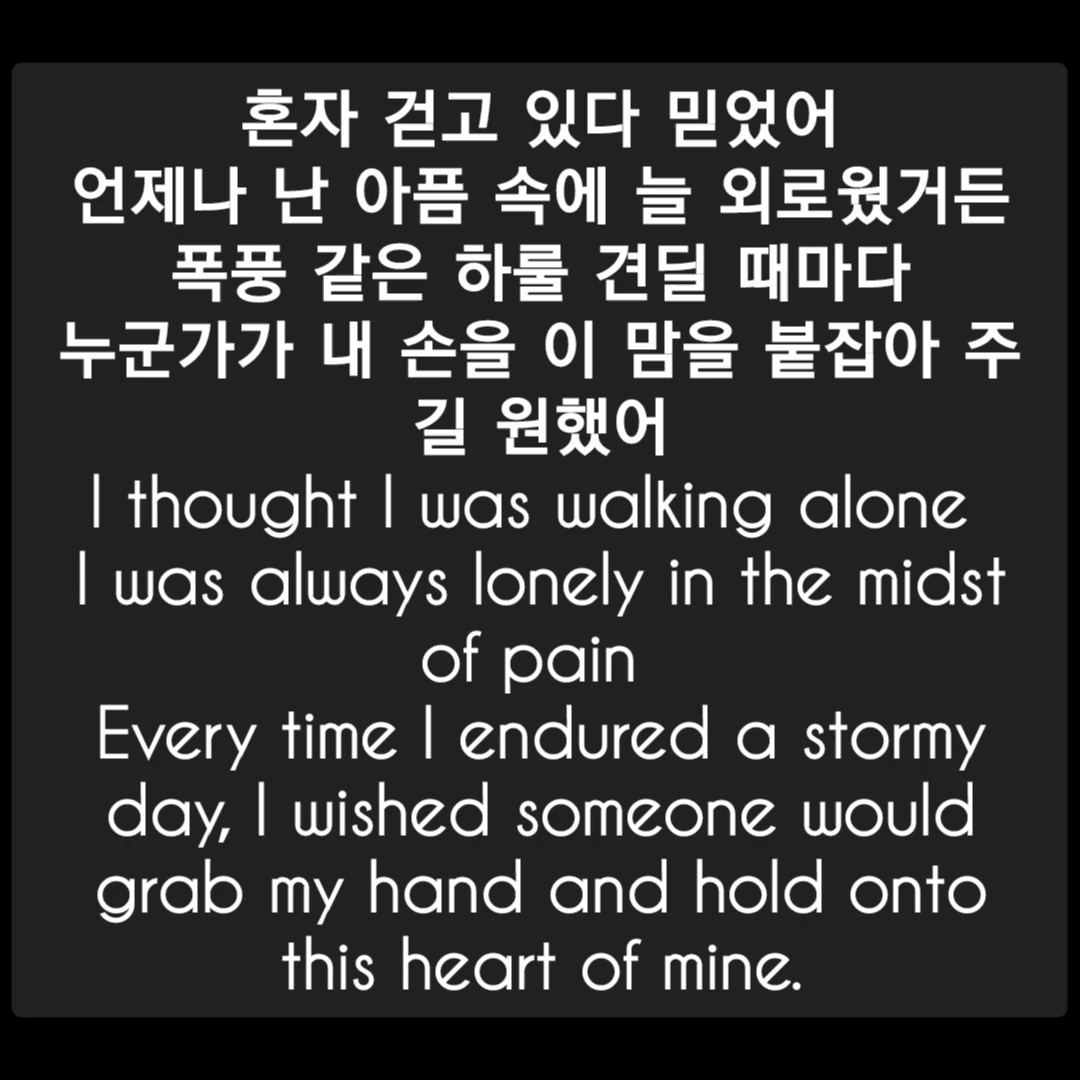 혼자 걷고 있다 믿었어
언제나 난 아픔 속에 늘 외로웠거든
폭풍 같은 하룰 견딜 때마다
누군가가 내 손을 이 맘을 붙잡아 주
길 원했어
I thought I was walking alone
I was always lonely in the midst
of pain
Every time I endured a stormy
day, I wished someone would
grab my hand and hold onto
this heart of mine.